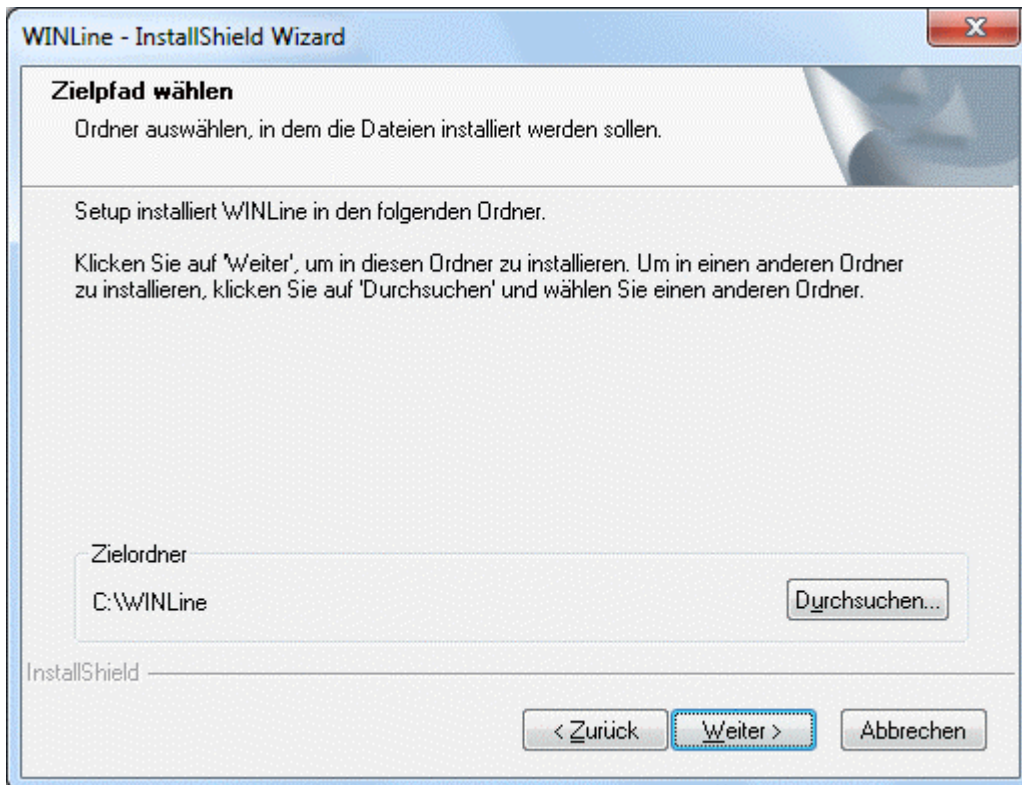 WINLine - InstallShield Wizard
Zielpfad wählen
Ordner auswählen, in dem die Dateien installiert werden sollen.
Setup installiert WINLine in den folgenden Ordner.
Klicken Sie auf 'Weiter', um in diesen Ordner zu installieren. Um in einen anderen Ordner
zu installieren, klicken Sie auf 'Durchsuchen' und wählen Sie einen anderen Ordner.
Zielordner
C:\WINLine
Durchsuchen...
InstallShield
< Zurück
Weiter >
Abbrechen